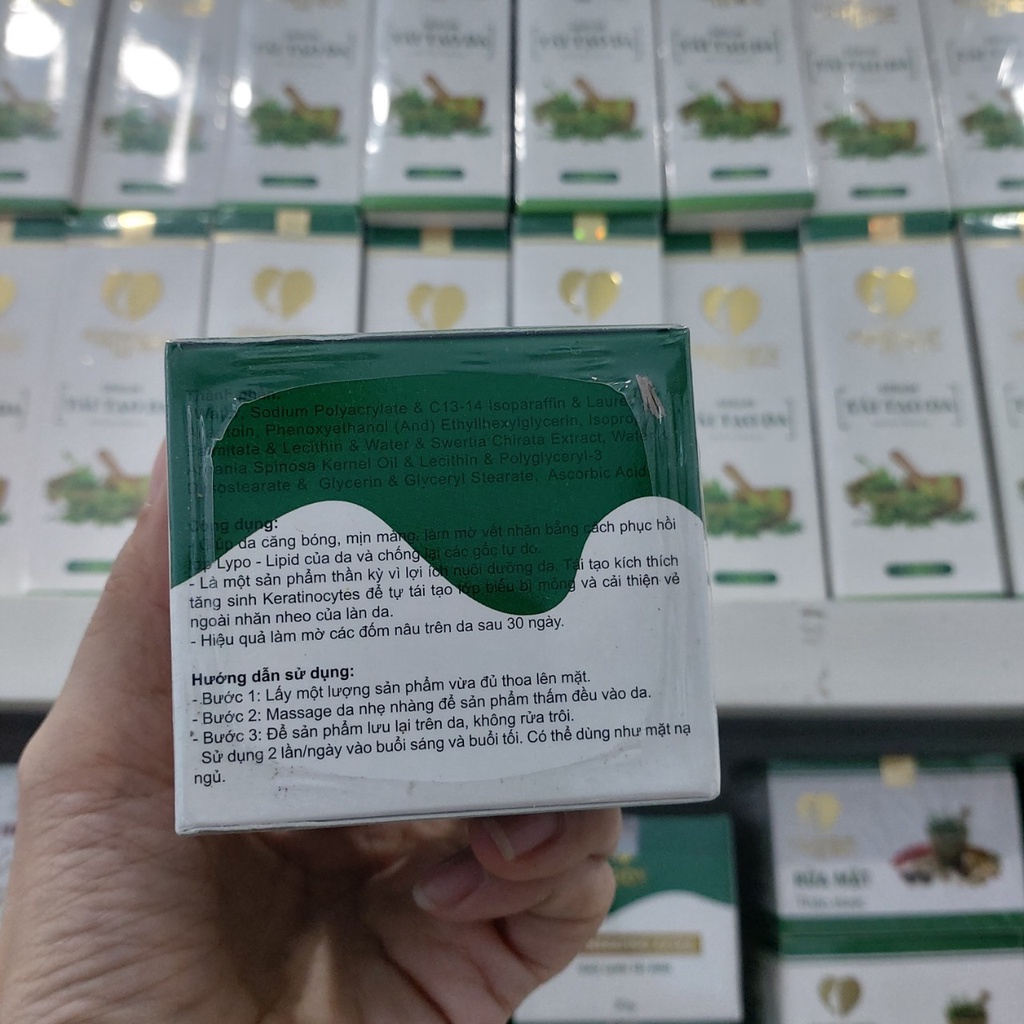 TÁI TẠO DA
Sodium Polyacrylate & C13-14 Isoparaffin &
Phenoxyethanol (And) Ethyllhexylglycerin,
& Lecithin & Water & Swertia Chirata Extract,
Spinosa Kernel Oil & Lecithin & Polyglyceryl-3
& Glycerin & Glyceryl Stearate, Ascorbic Acid
Công dụng:
da căng bóng, mịn màng, làm mờ vết nhăn bằng cách phục hồi
Lypo - Lipid của da và chống lại các gốc tự do.
- Là một sản phẩm thần kỳ vì lợi ích nuôi dưỡng da. Tái tạo kích thích
tăng sinh Keratinocytes để tự tái tạo lớp biểu bì mỏng và cải thiện vẻ
ngoài nhăn nheo của làn da.
- Hiệu quả làm mờ các đốm nâu trên da sau 30 ngày.
Hướng dẫn sử dụng:
- Bước 1: Lấy một lượng sản phẩm vừa đủ thoa lên mặt.
- Bước 2: Massage da nhẹ nhàng để sản phẩm thấm đều vào da.
- Bước 3: Để sản phẩm lưu lại trên da, không rửa trôi.
Sử dụng 2 lần/ngày vào buổi sáng và buổi tối. Có thể dùng như mặt nạ
ngủ.
RỬA MẶT